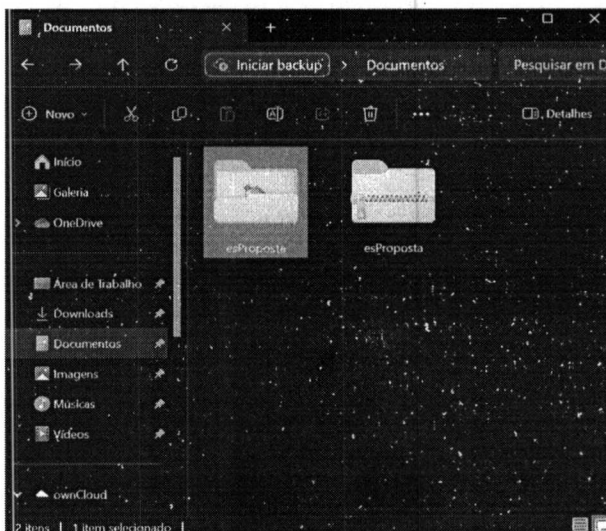 Documentos
Iniciar backup > Documentos Pesquisar em D
Novo Detalhes
Início
Galeria
OneDrive
Área de Trabalho
Downloads
Documentos
Imagens
Músicas
Vídeos
ownCloud
esProposta esProposta
2 itens | 1 item selecionado |